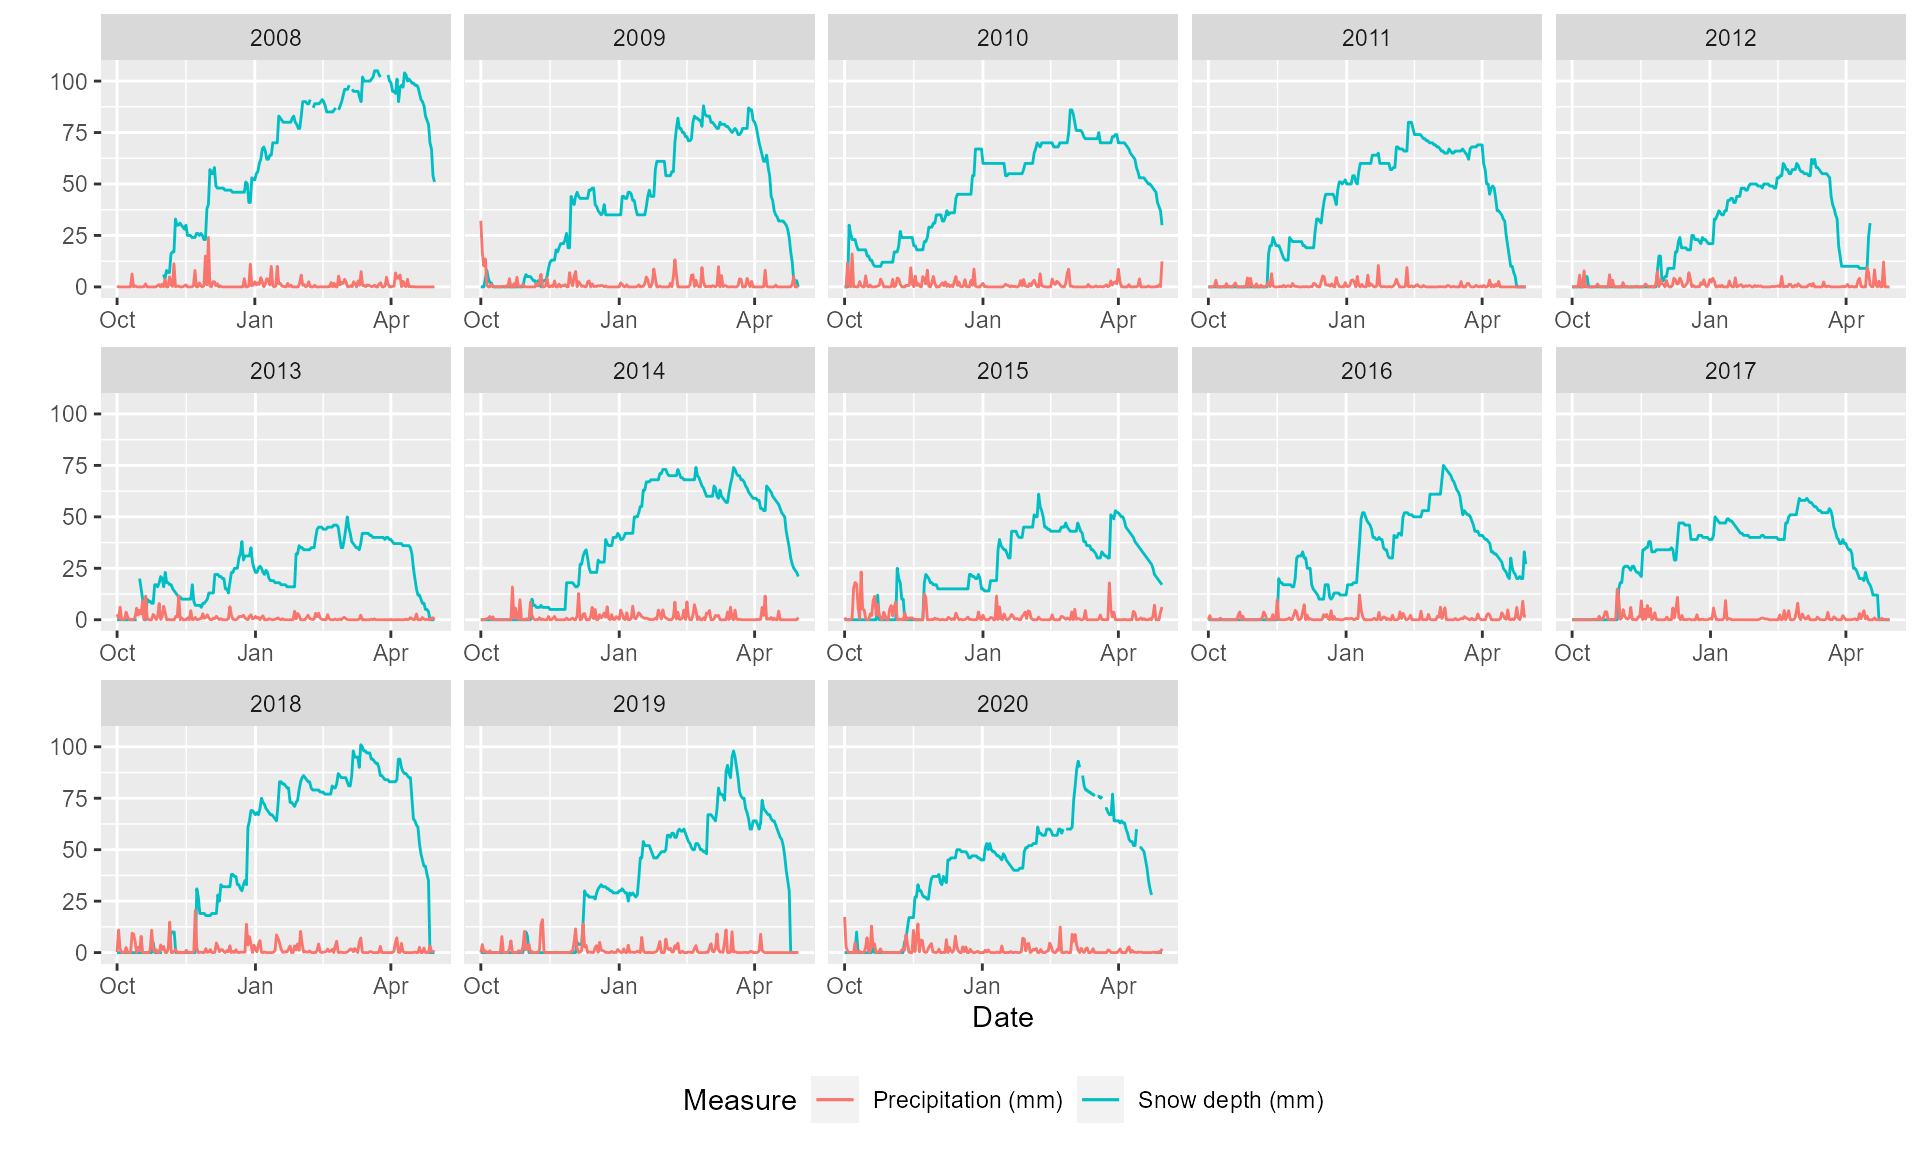 2008 2009 2010 2011 2012
100
75
50
25
0
Oct Jan Apr Oct Jan Apr Oct Jan Apr Oct Jan Apr Oct Jan Apr
2013 2014 2015 2016 2017
100
75
50
25
0
Oct Jan Apr Oct Jan Apr Oct Jan Apr Oct Jan Apr Oct Jan Apr
2018 2019 2020
100
75
50
25
0
Oct Jan Apr Oct Jan Apr Oct Jan Apr
Date
Measure Precipitation (mm) Snow depth (mm)